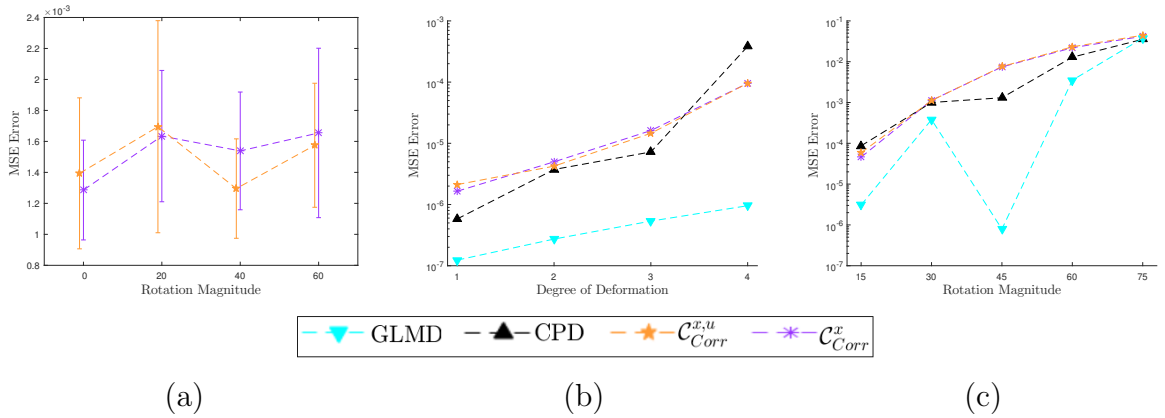 ×10⁻³
2.4
2.2
2
1.8
1.6
1.4
1.2
1
0.8
MSE Error
0 20 40 60
Rotation Magnitude
10⁻³
10⁻⁴
10⁻⁵
10⁻⁶
10⁻⁷
MSE Error
1 2 3 4
Degree of Deformation
10⁻¹
10⁻²
10⁻³
10⁻⁴
10⁻⁵
10⁻⁶
10⁻⁷
MSE Error
15 30 45 60 75
Rotation Magnitude
GLMD CPD 𝒞ˣ'ᵘ_Corr 𝒞ˣ_Corr
(a) (b) (c)